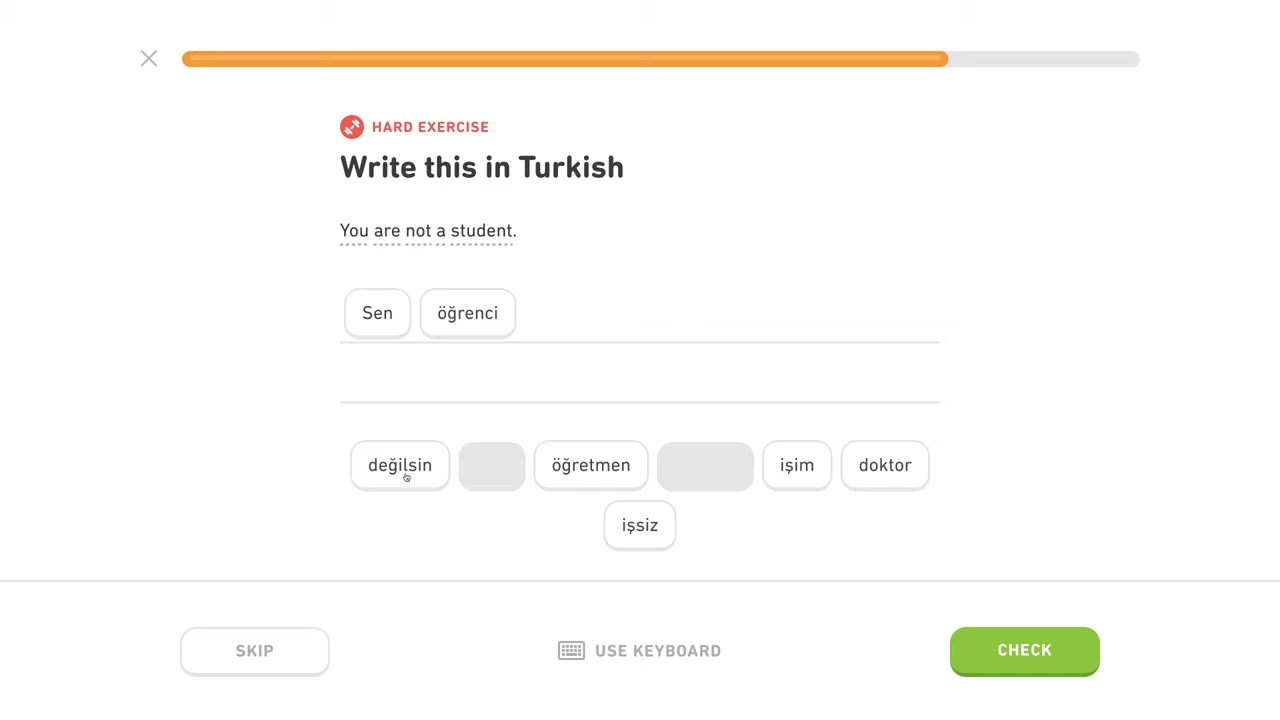 HARD EXERCISE
Write this in Turkish
You are not a student.
Sen öğrenci
değilsin öğretmen işim doktor
işsiz
SKIP USE KEYBOARD CHECK